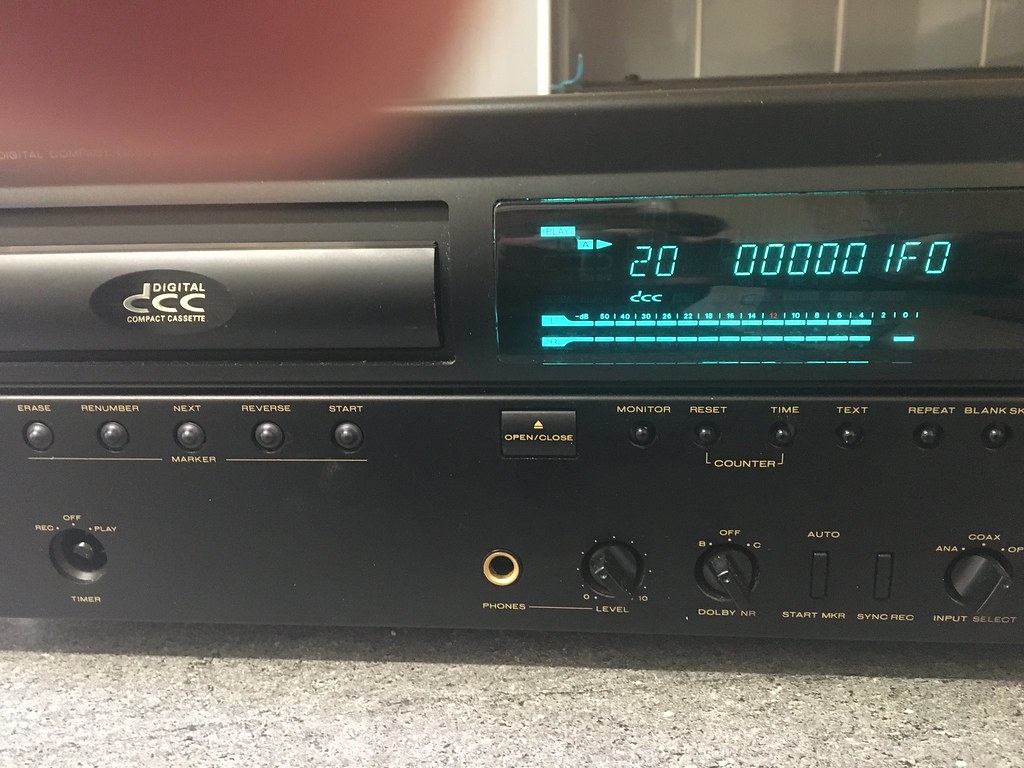 DIGITAL COMPACT
PLAY
A
20 000001F0
dcc
-dB 50 40 30 26 22 18 16 14 12 10 8 6 4 2 0
L
R
DIGITAL
dcc
COMPACT CASSETTE
ERASE RENUMBER NEXT REVERSE START
MARKER
OPEN/CLOSE
MONITOR RESET TIME TEXT REPEAT BLANK SK
COUNTER
REC OFF PLAY
TIMER
PHONES
0 10
LEVEL
B OFF C
DOLBY NR
AUTO
START MKR SYNC REC
ANA COAX OP
INPUT SELECT